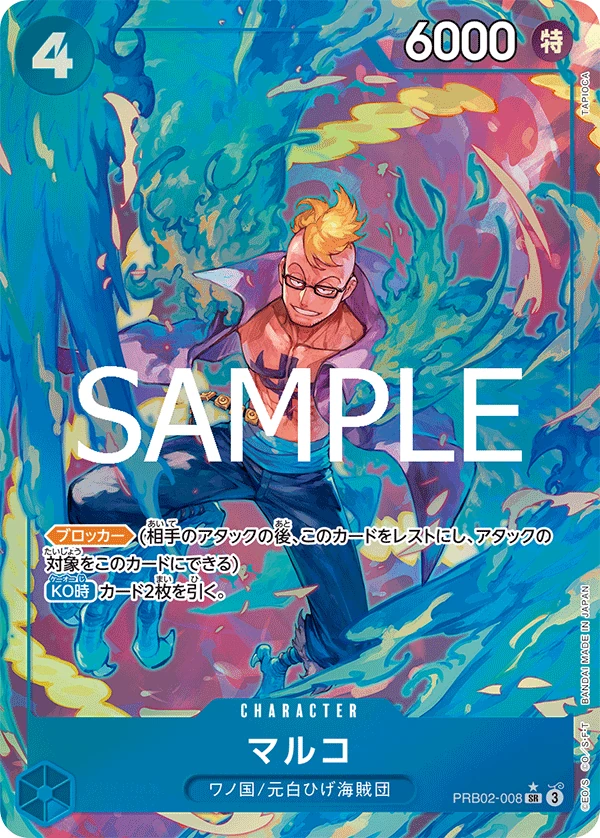 4
6000 特
TAPIOCA
SAMPLE
ブロッカー (相手のアタックの後、このカードをレストにし、アタックの
対象をこのカードにできる)
KO時 カード2枚を引く。
BANDAI MADE IN JAPAN
©E.O./S. ©O./S.・F.・T
CHARACTER
マルコ
ワノ国/元白ひげ海賊団
PRB02-008 SR 3